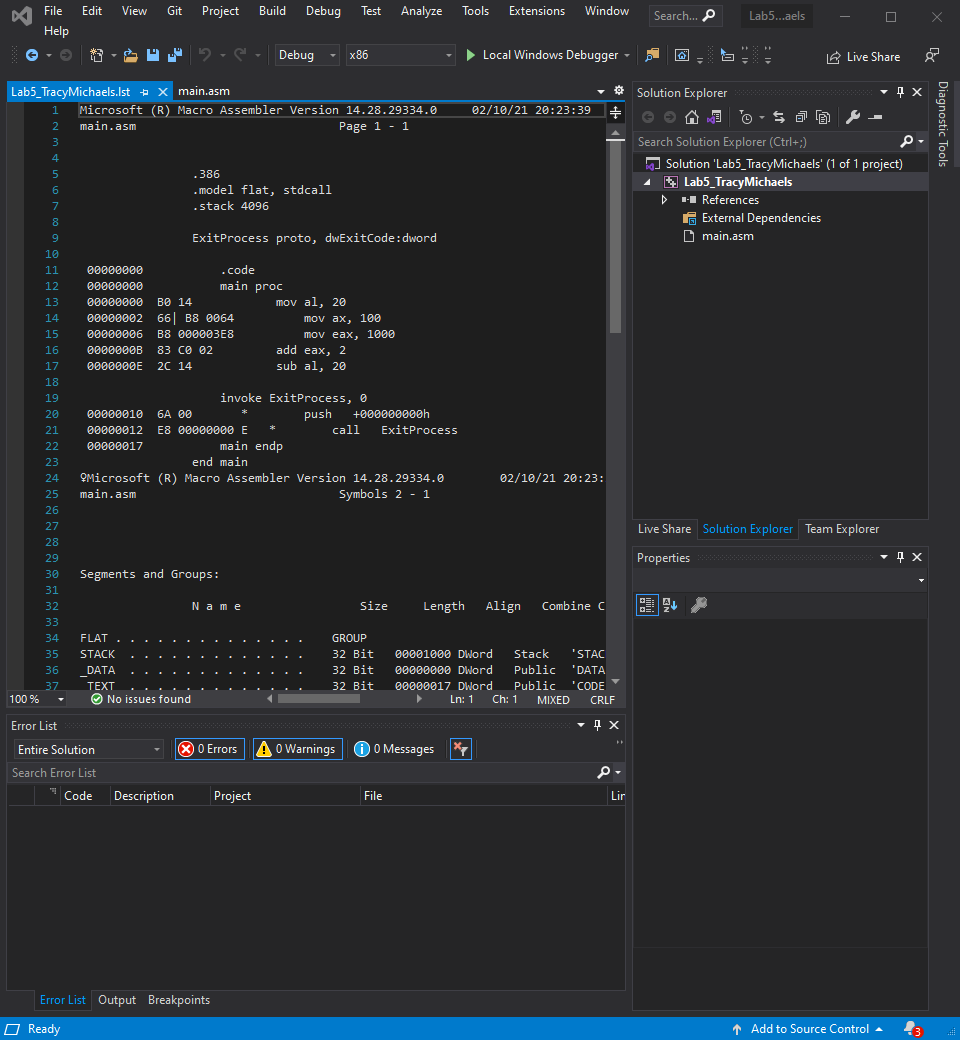 File Edit View Git Project Build Debug Test Analyze Tools Extensions Window Search... Lab5...aels
Help
Debug x86 Local Windows Debugger Live Share
Lab5_TracyMichaels.lst main.asm
1 Microsoft (R) Macro Assembler Version 14.28.29334.0 02/10/21 20:23:39
2 main.asm Page 1 - 1
3
4
5 .386
6 .model flat, stdcall
7 .stack 4096
8
9 ExitProcess proto, dwExitCode:dword
10
11 00000000 .code
12 00000000 main proc
13 00000000 B0 14 mov al, 20
14 00000002 66| B8 0064 mov ax, 100
15 00000006 B8 000003E8 mov eax, 1000
16 0000000B 83 C0 02 add eax, 2
17 0000000E 2C 14 sub al, 20
18
19 invoke ExitProcess, 0
20 00000010 6A 00 * push +000000000h
21 00000012 E8 00000000 E * call ExitProcess
22 00000017 main endp
23 end main
24 ♀Microsoft (R) Macro Assembler Version 14.28.29334.0 02/10/21 20:23:
25 main.asm Symbols 2 - 1
26
27
28
29
30 Segments and Groups:
31
32 N a m e Size Length Align Combine C
33
34 FLAT . . . . . . . . . . . . . . GROUP
35 STACK . . . . . . . . . . . . . 32 Bit 00001000 DWord Stack 'STAC
36 _DATA . . . . . . . . . . . . . 32 Bit 00000000 DWord Public 'DATA
37 _TEXT . . . . . . . . . . . . . 32 Bit 00000017 DWord Public 'CODE
100 % No issues found Ln: 1 Ch: 1 MIXED CRLF
Error List
Entire Solution 0 Errors 0 Warnings 0 Messages
Search Error List
Code Description Project File Lin
Error List Output Breakpoints
Solution Explorer
Search Solution Explorer (Ctrl+;)
Solution 'Lab5_TracyMichaels' (1 of 1 project)
Lab5_TracyMichaels
References
External Dependencies
main.asm
Live Share Solution Explorer Team Explorer
Properties
Diagnostic Tools
Ready Add to Source Control 3